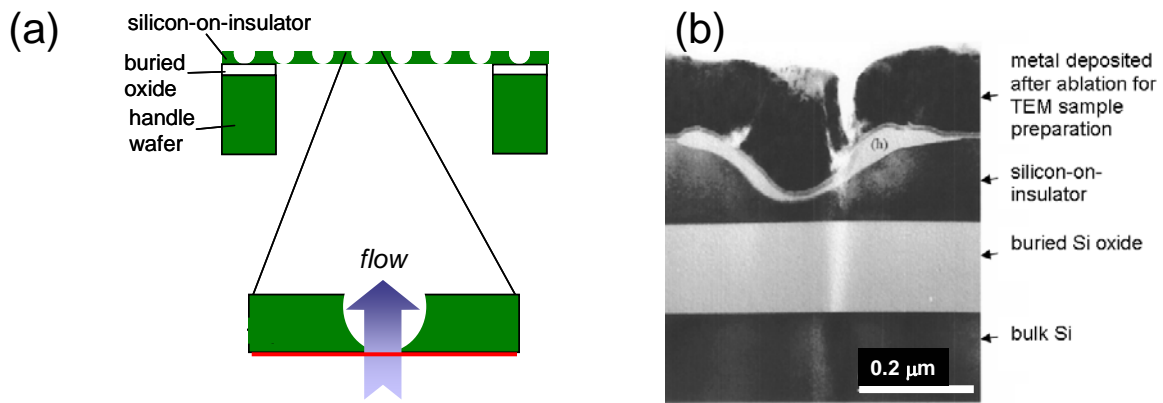 (a)
silicon-on-insulator
buried
oxide
handle
wafer
flow
(b)
(h)
metal deposited
after ablation for
TEM sample
preparation
silicon-on-
insulator
buried Si oxide
bulk Si
0.2 μm